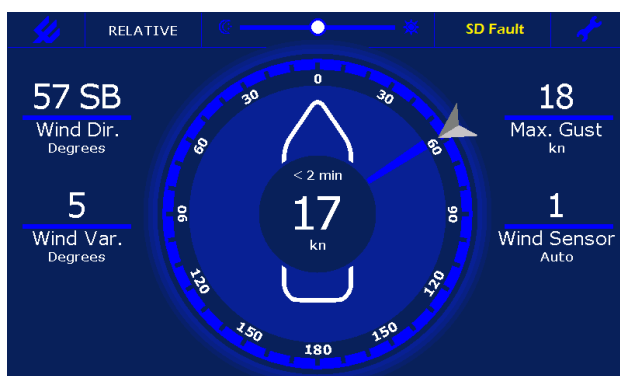 RELATIVE
SD Fault
57 SB
Wind Dir.
Degrees
5
Wind Var.
Degrees
0
30
30
60
60
90
90
120
120
150
150
180
< 2 min
17
kn
18
Max. Gust
kn
1
Wind Sensor
Auto